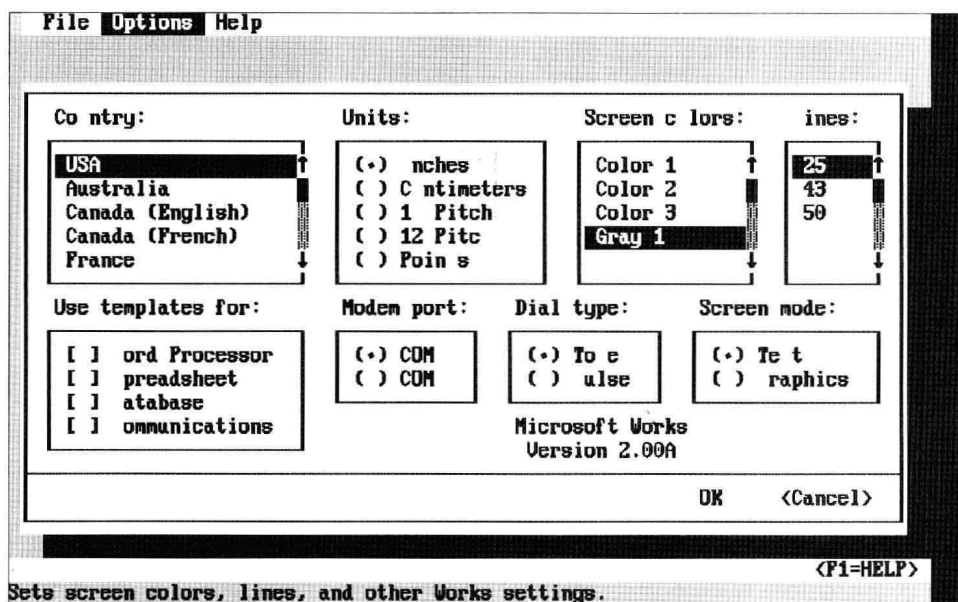 File Options Help
Co ntry:
USA
Australia
Canada (English)
Canada (French)
France
Units:
(•) nches
( ) C ntimeters
( ) 1 Pitch
( ) 12 Pitc
( ) Poin s
Screen c lors:
Color 1
Color 2
Color 3
Gray 1
ines:
25
43
50
Use templates for:
[ ] ord Processor
[ ] preadsheet
[ ] atabase
[ ] ommunications
Modem port:
(•) COM
( ) COM
Dial type:
(•) To e
( ) ulse
Screen mode:
(•) Te t
( ) raphics
Microsoft Works
Version 2.00A
OK <Cancel>
<F1=HELP>
Sets screen colors, lines, and other Works settings.